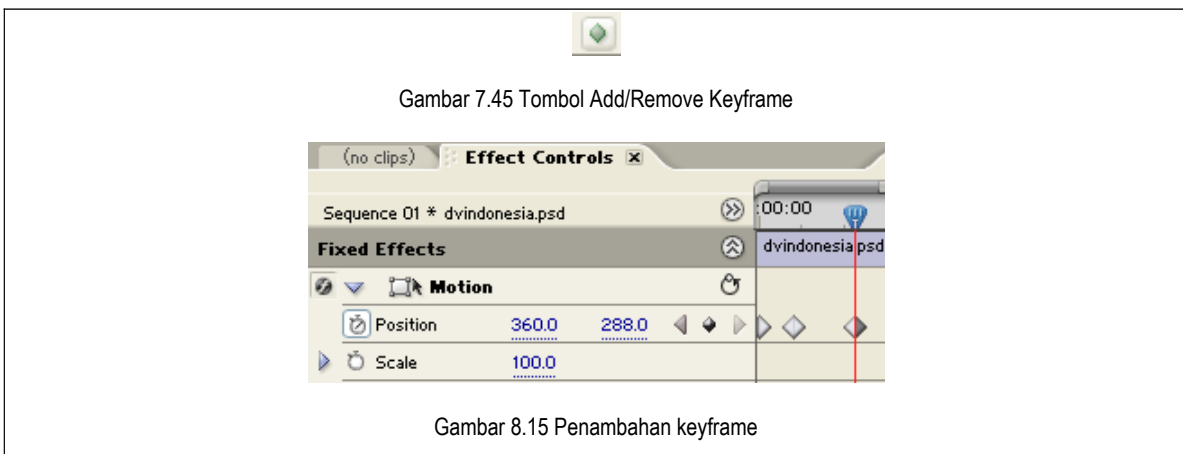 Gambar 7.45 Tombol Add/Remove Keyframe
(no clips) Effect Controls
Sequence 01 * dvindonesia.psd :00:00
Fixed Effects dvindonesia.psd
Motion
Position 360.0 288.0
Scale 100.0
Gambar 8.15 Penambahan keyframe